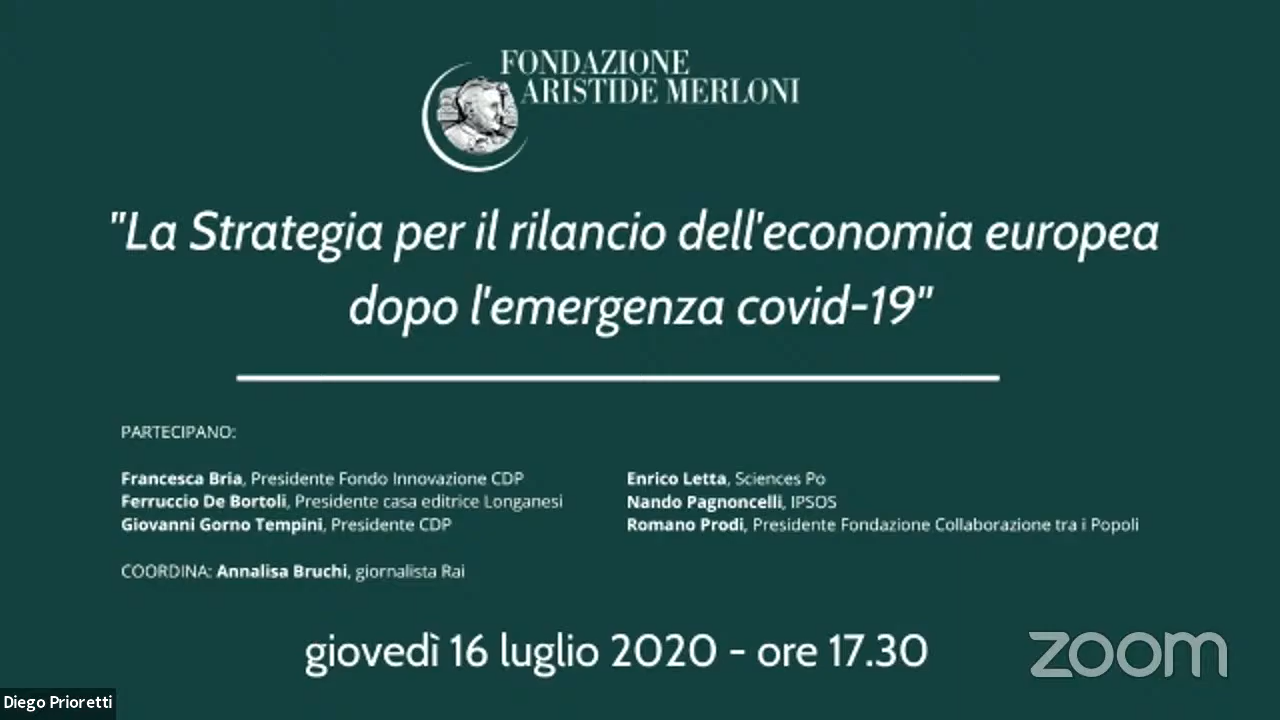 FONDAZIONE
ARISTIDE MERLONI
"La Strategia per il rilancio dell'economia europea
dopo l'emergenza covid-19"
PARTECIPANO:
Francesca Bria, Presidente Fondo Innovazione CDP
Ferruccio De Bortoli, Presidente casa editrice Longanesi
Giovanni Gorno Tempini, Presidente CDP
Enrico Letta, Sciences Po
Nando Pagnoncelli, IPSOS
Romano Prodi, Presidente Fondazione Collaborazione tra i Popoli
COORDINA: Annalisa Bruchi, giornalista Rai
giovedì 16 luglio 2020 - ore 17.30
zoom
Diego Prioretti